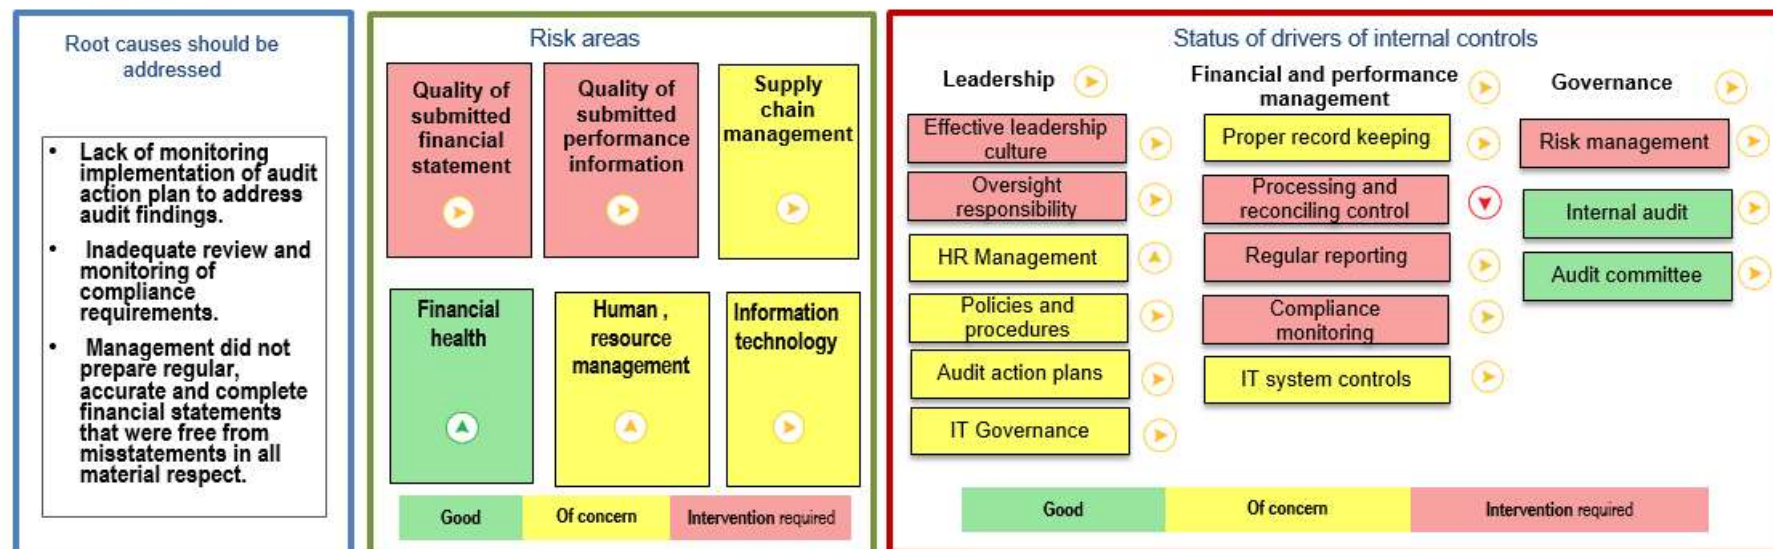 Root causes should be
addressed
• Lack of monitoring
implementation of audit
action plan to address
audit findings.
• Inadequate review and
monitoring of
compliance
requirements.
• Management did not
prepare regular,
accurate and complete
financial statements
that were free from
misstatements in all
material respect.
Risk areas
Quality of
submitted
financial
statement
Quality of
submitted
performance
information
Supply
chain
management
Financial
health
Human ,
resource
management
Information
technology
Good
Of concern
Intervention required
Status of drivers of internal controls
Leadership
Effective leadership
culture
Oversight
responsibility
HR Management
Policies and
procedures
Audit action plans
IT Governance
Financial and performance
management
Proper record keeping
Processing and
reconciling control
Regular reporting
Compliance
monitoring
IT system controls
Governance
Risk management
Internal audit
Audit committee
Good
Of concern
Intervention required